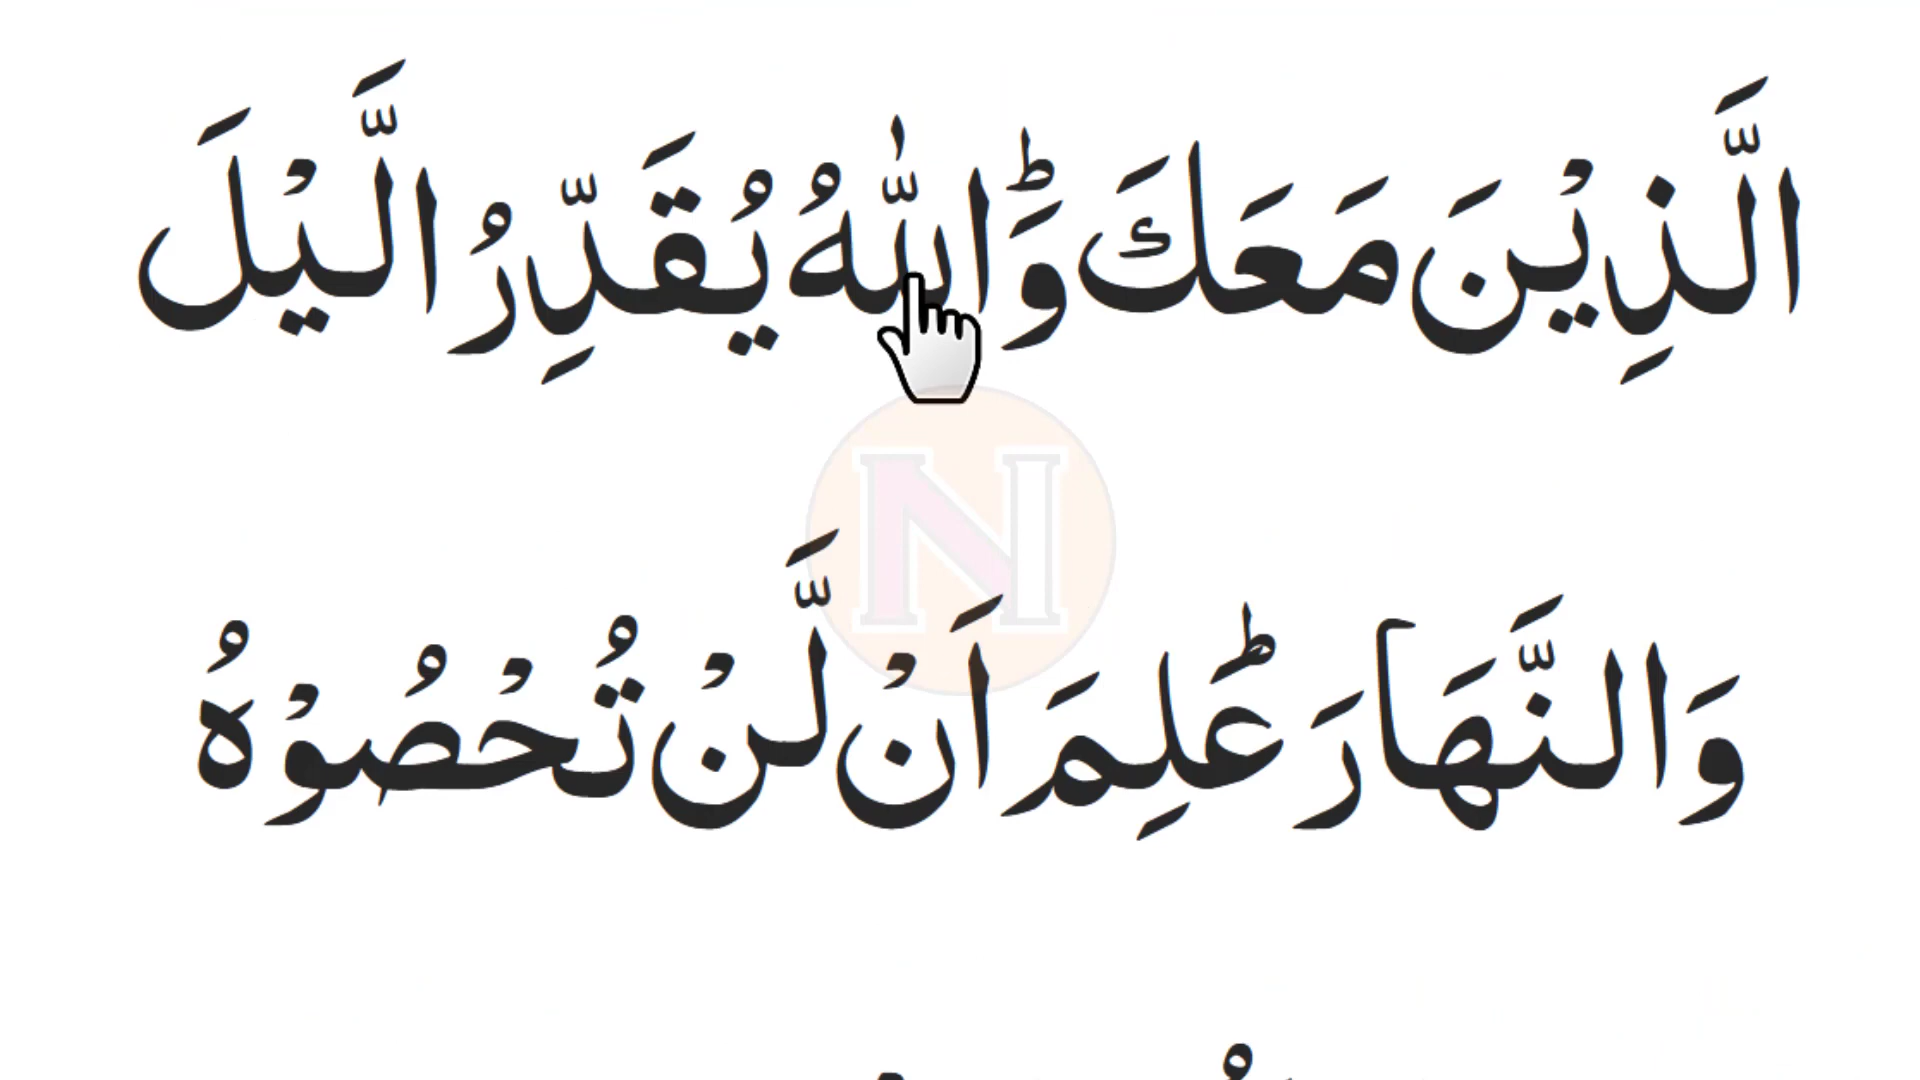 الَّذِيْنَ مَعَكَ ؕ وَاللّٰهُ يُقَدِّرُ الَّيْلَ
وَالنَّهَارَ ؕ عَلِمَ اَنْ لَّنْ تُحْصُوْهُ
N